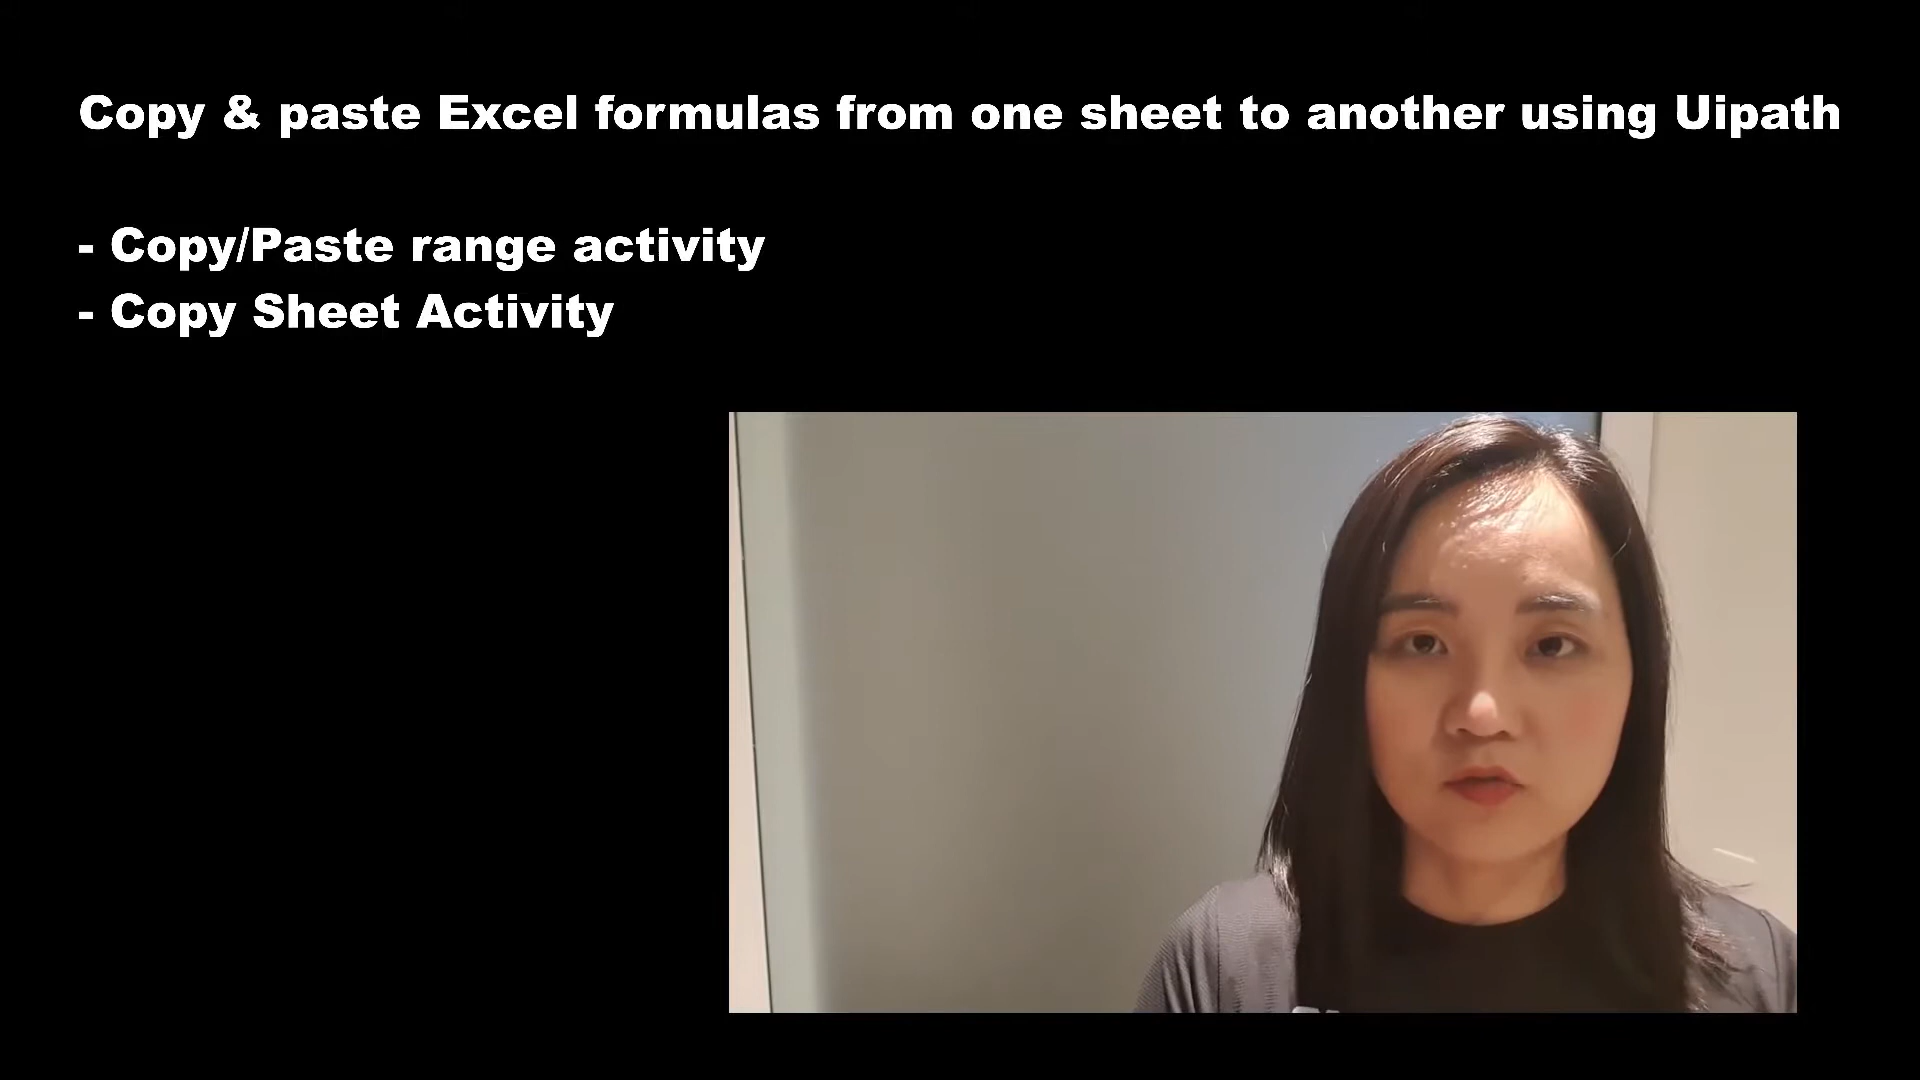 Copy & paste Excel formulas from one sheet to another using Uipath
- Copy/Paste range activity
- Copy Sheet Activity